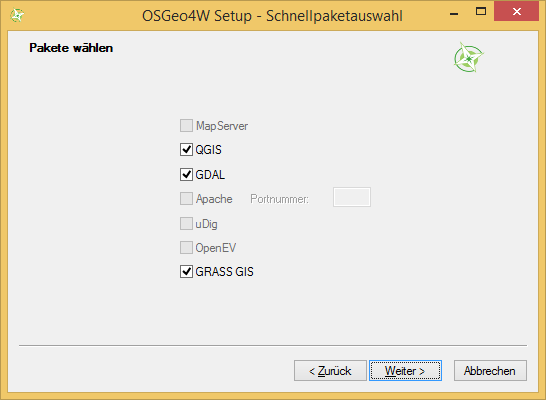 OSGeo4W Setup - Schnellpaketauswahl
Pakete wählen
MapServer
QGIS
GDAL
Apache Portnummer:
uDig
OpenEV
GRASS GIS
< Zurück Weiter > Abbrechen